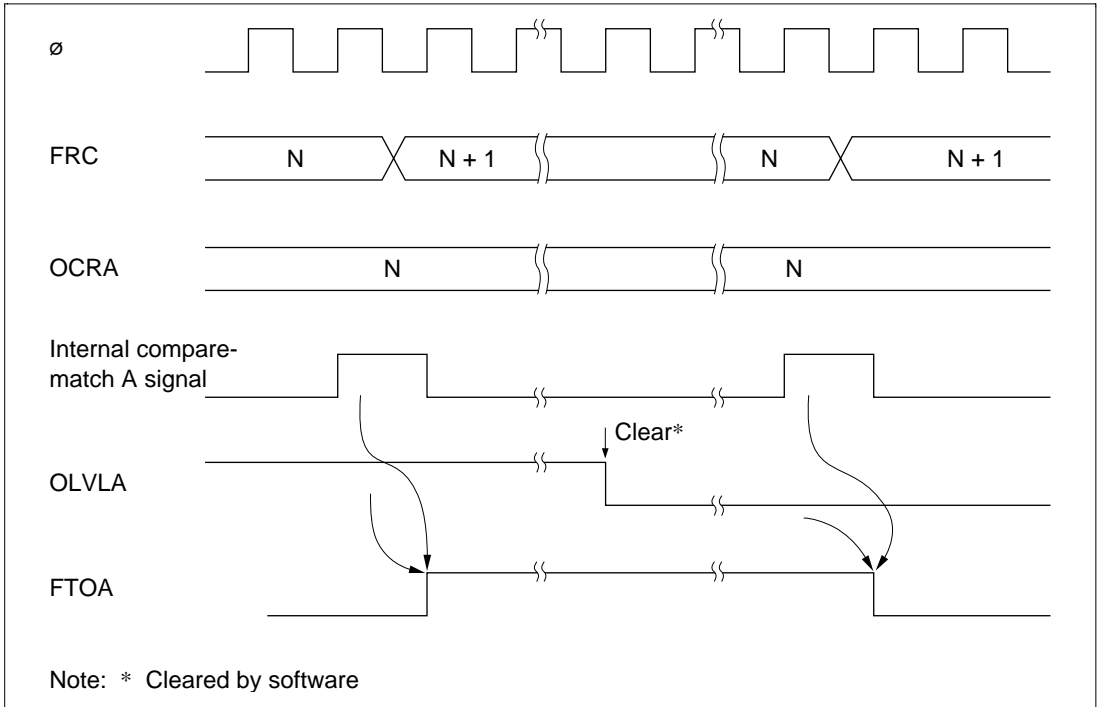 ø
FRC
N
N + 1
N
N + 1
OCRA
N
N
Internal compare-
match A signal
Clear*
OLVLA
FTOA
Note: * Cleared by software